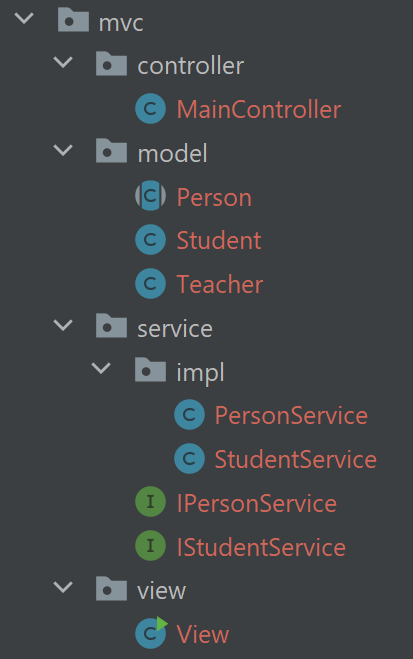 mvc
controller
MainController
model
Person
Student
Teacher
service
impl
PersonService
StudentService
IPersonService
IStudentService
view
View